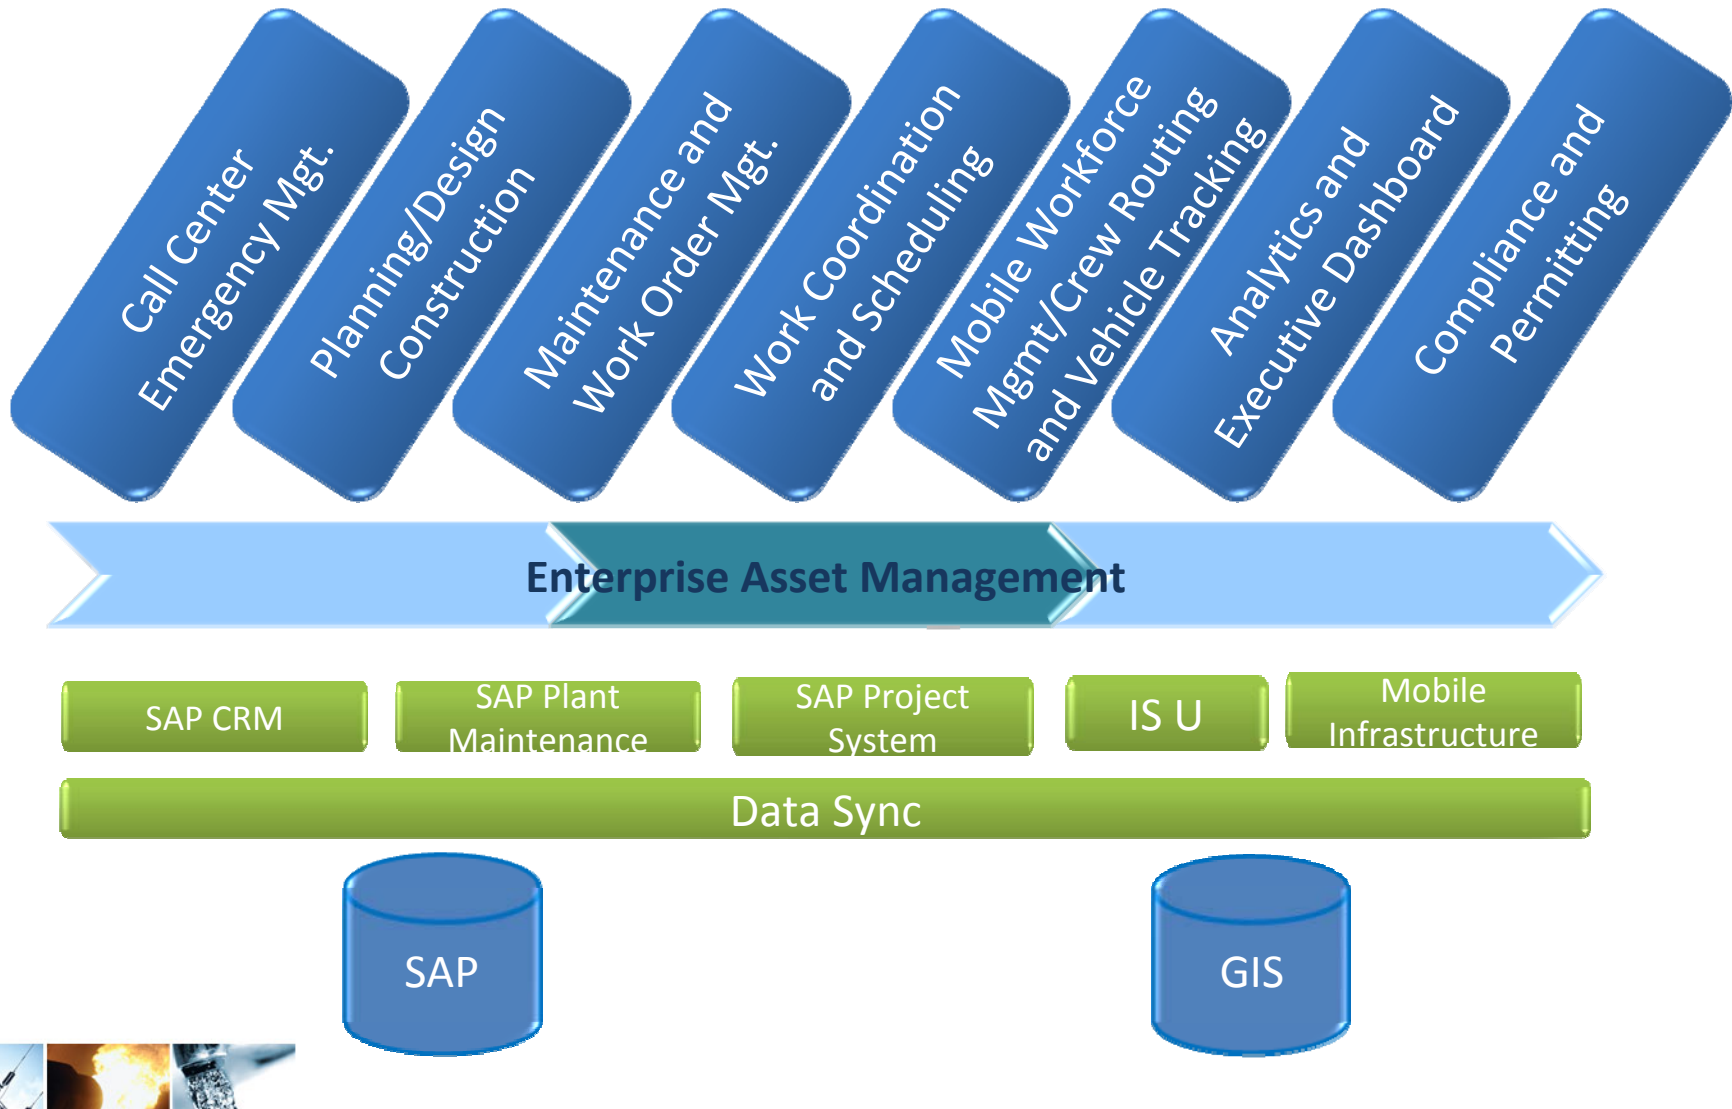 Call Center
Emergency Mgt.
Planning/Design
Construction
Maintenance and
Work Order Mgt.
Work Coordination
and Scheduling
Mobile Workforce
Mgmt/Crew Routing
and Vehicle Tracking
Analytics and
Executive Dashboard
Compliance and
Permitting
Enterprise Asset Management
SAP CRM
SAP Plant
Maintenance
SAP Project
System
IS U
Mobile
Infrastructure
Data Sync
SAP
GIS